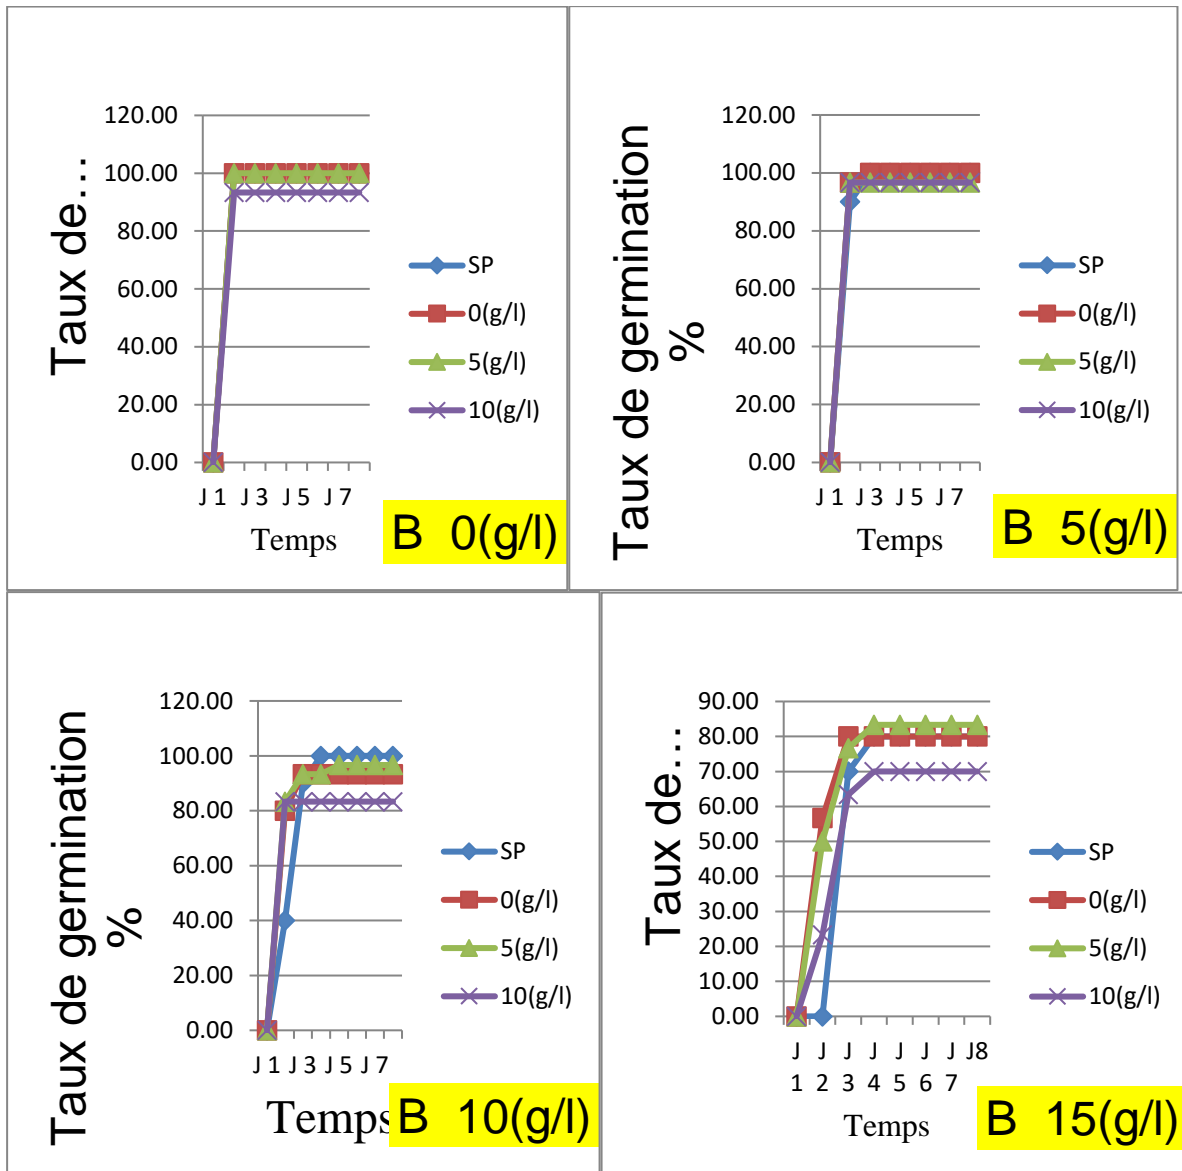 Taux de...
120.00
100.00
80.00
60.00
40.00
20.00
0.00
J 1 J 3 J 5 J 7
Temps
SP
0(g/l)
5(g/l)
10(g/l)
B 0(g/l)
Taux de germination
%
120.00
100.00
80.00
60.00
40.00
20.00
0.00
J 1 J 3 J 5 J 7
Temps
SP
0(g/l)
5(g/l)
10(g/l)
B 5(g/l)
Taux de germination
%
120.00
100.00
80.00
60.00
40.00
20.00
0.00
J 1 J 3 J 5 J 7
Temps
SP
0(g/l)
5(g/l)
10(g/l)
B 10(g/l)
Taux de...
90.00
80.00
70.00
60.00
50.00
40.00
30.00
20.00
10.00
0.00
J J J J J J J J8
1 2 3 4 5 6 7
Temps
SP
0(g/l)
5(g/l)
10(g/l)
B 15(g/l)